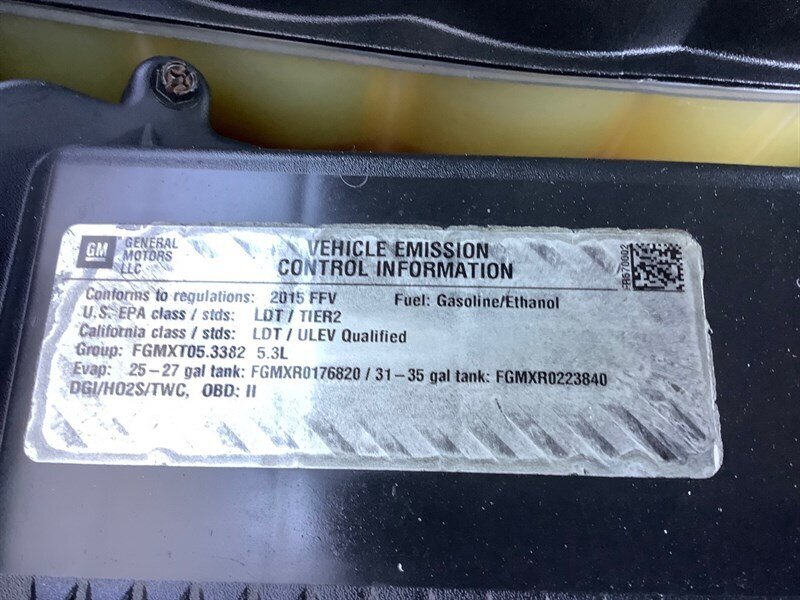 GM
GENERAL
MOTORS
LLC
VEHICLE EMISSION
CONTROL INFORMATION
Conforms to regulations: 2015 FFV Fuel: Gasoline/Ethanol
U.S. EPA class / stds: LDT / TIER2
California class / stds: LDT / ULEV Qualified
Group: FGMXT05.3382 5.3L
Evap: 25-27 gal tank: FGMXR0176820 / 31-35 gal tank: FGMXR0223840
DGI/HO2S/TWC, OBD: II